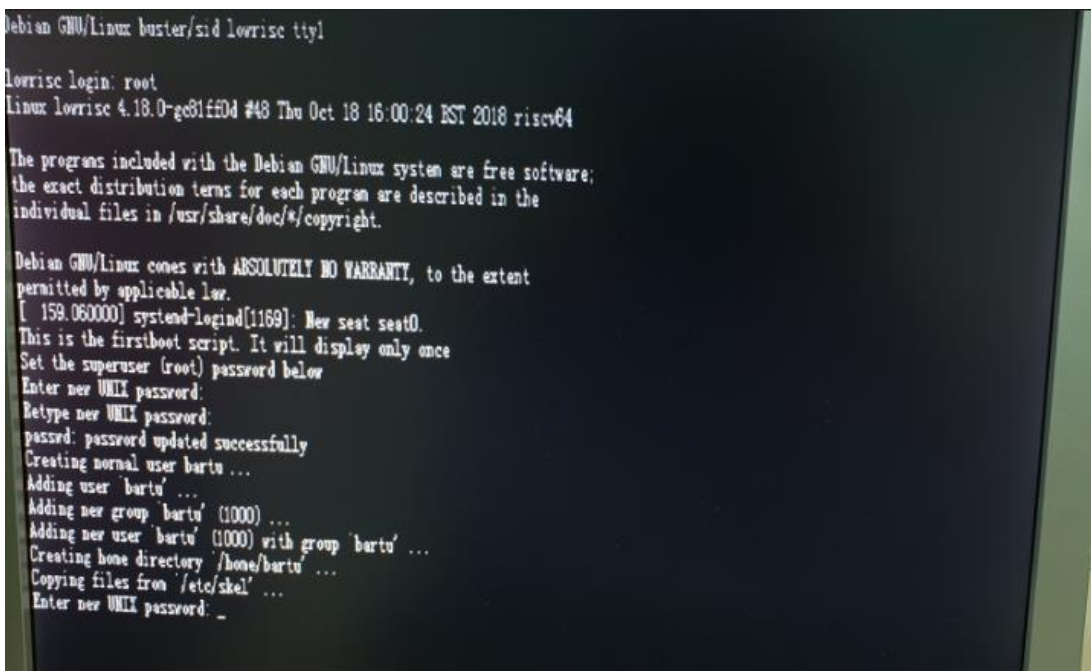 Debian GNU/Linux buster/sid lowrisc tty1
lowrisc login: root
Linux lowrisc 4.18.0-gc81ff0d #48 Thu Oct 18 16:00:24 BST 2018 riscv64
The programs included with the Debian GNU/Linux system are free software;
the exact distribution terms for each program are described in the
individual files in /usr/share/doc/*/copyright.
Debian GNU/Linux comes with ABSOLUTELY NO WARRANTY, to the extent
permitted by applicable law.
[  159.060000] systemd-logind[1169]: New seat seat0.
This is the firstboot script. It will display only once
Set the superuser (root) password below
Enter new UNIX password:
Retype new UNIX password:
passwd: password updated successfully
Creating normal user bartu ...
Adding user `bartu' ...
Adding new group `bartu' (1000) ...
Adding new user `bartu' (1000) with group `bartu' ...
Creating home directory `/home/bartu' ...
Copying files from `/etc/skel' ...
Enter new UNIX password: _